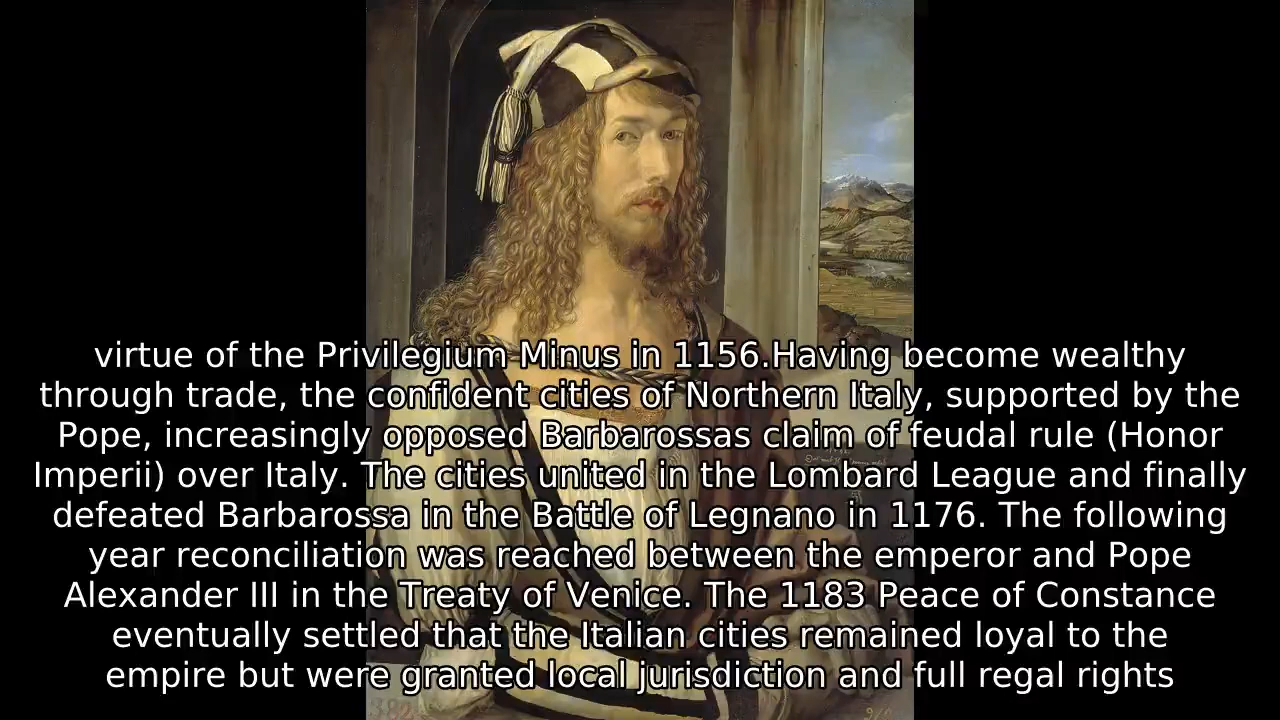 virtue of the Privilegium Minus in 1156.Having become wealthy
through trade, the confident cities of Northern Italy, supported by the
Pope, increasingly opposed Barbarossas claim of feudal rule (Honor
Imperii) over Italy. The cities united in the Lombard League and finally
defeated Barbarossa in the Battle of Legnano in 1176. The following
year reconciliation was reached between the emperor and Pope
Alexander III in the Treaty of Venice. The 1183 Peace of Constance
eventually settled that the Italian cities remained loyal to the
empire but were granted local jurisdiction and full regal rights